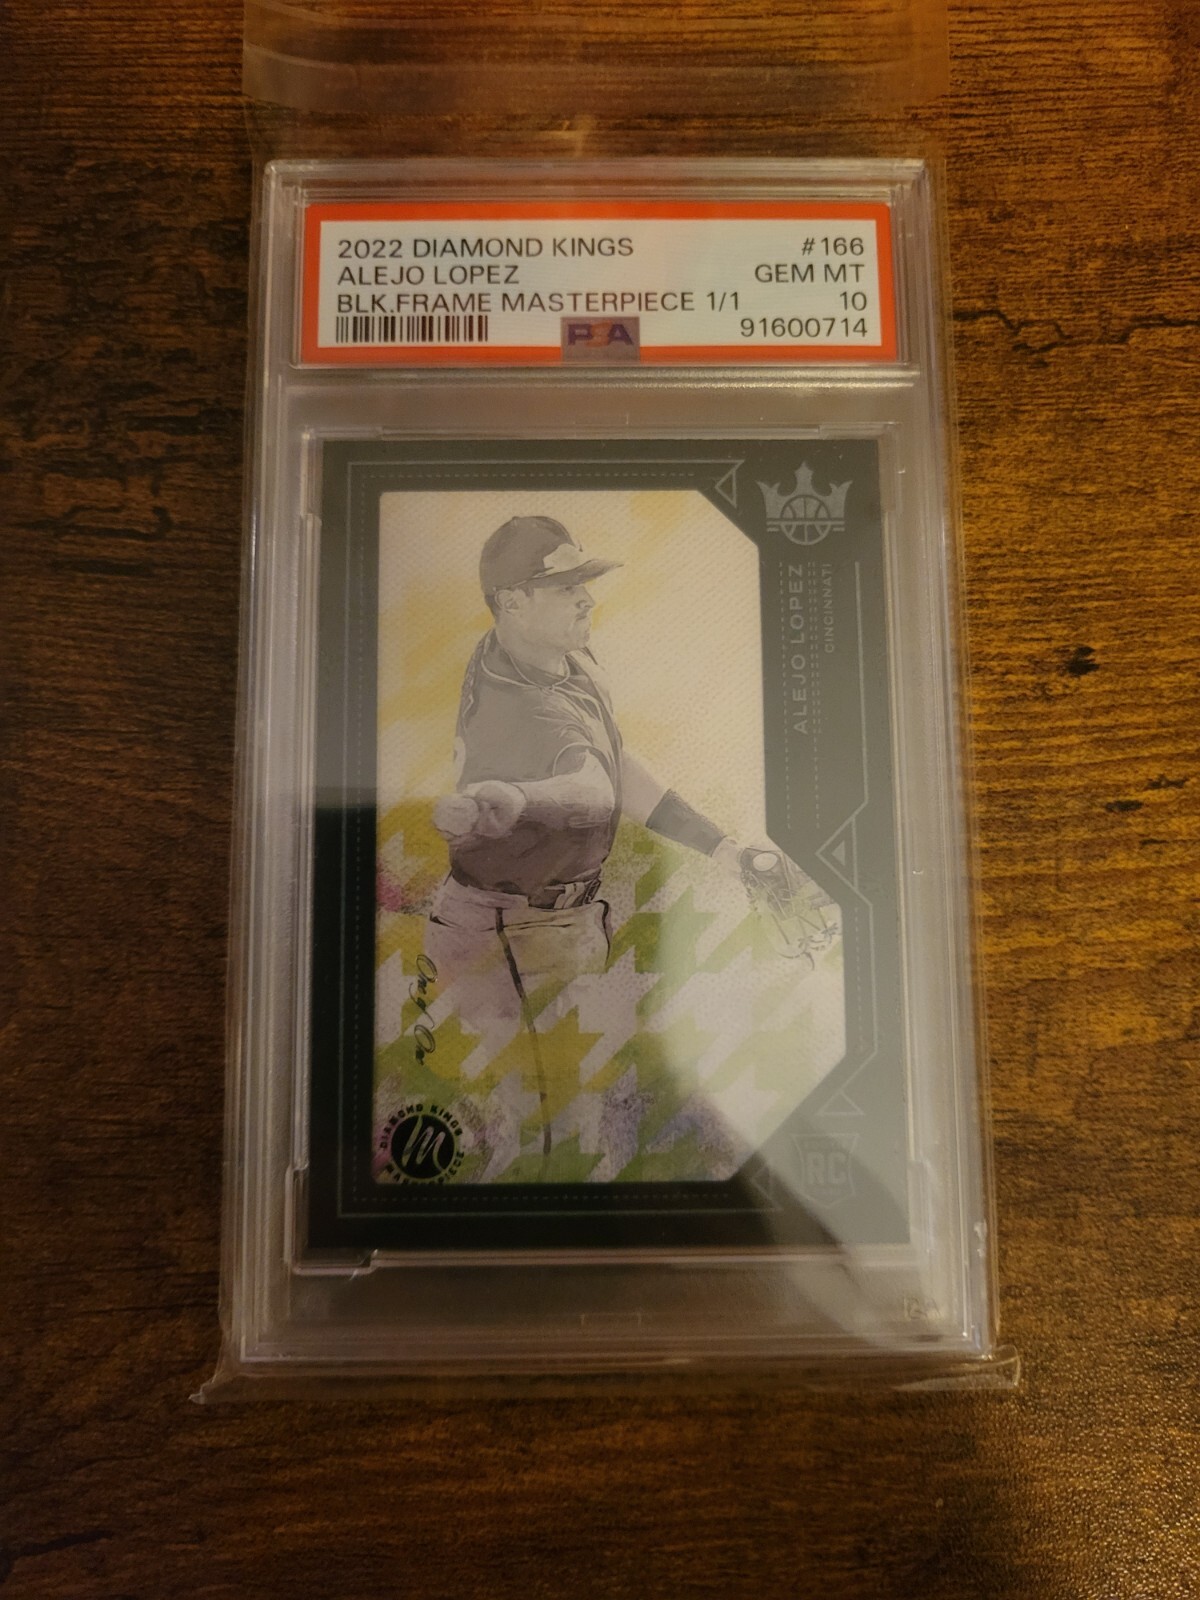 2022 DIAMOND KINGS #166
ALEJO LOPEZ GEM MT
BLK.FRAME MASTERPIECE 1/1 10
PSA 91600714
ALEJO LOPEZ
CINCINNATI
One of One
DIAMOND KINGS
M
MASTERPIECE
RC